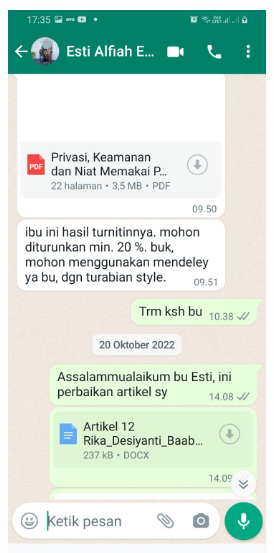 17:35
Esti Alfiah E...
PDF
Privasi, Keamanan
dan Niat Memakai P...
22 halaman • 3,5 MB • PDF
09.50
ibu ini hasil turnitinnya. mohon
diturunkan min. 20 %. buk,
mohon menggunakan mendeley
ya bu, dgn turabian style.
09.51
Trm ksh bu 10.38
20 Oktober 2022
Assalammualaikum bu Esti, ini
perbaikan artikel sy
14.08
Artikel 12
Rika_Desiyanti_Baab...
237 kB • DOCX
14.09
Ketik pesan